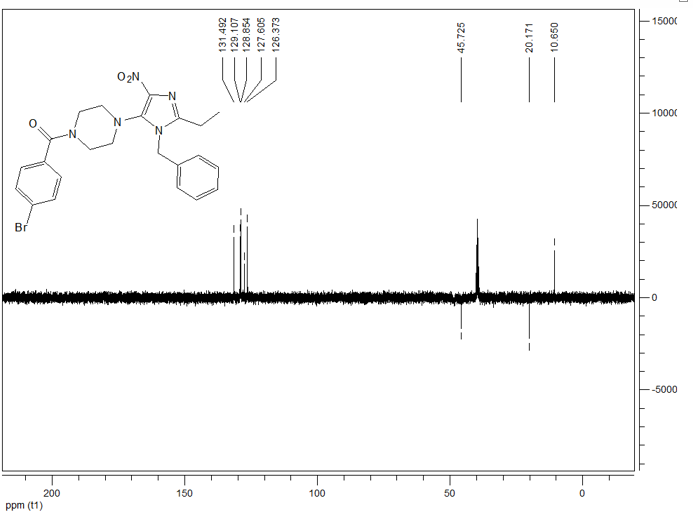 131.492
129.107
128.854
127.605
126.373
45.725
20.171
10.650
15000
10000
50000
0
-5000
O₂N
N
N
N
N
O
Br
200
150
100
50
0
ppm (t1)